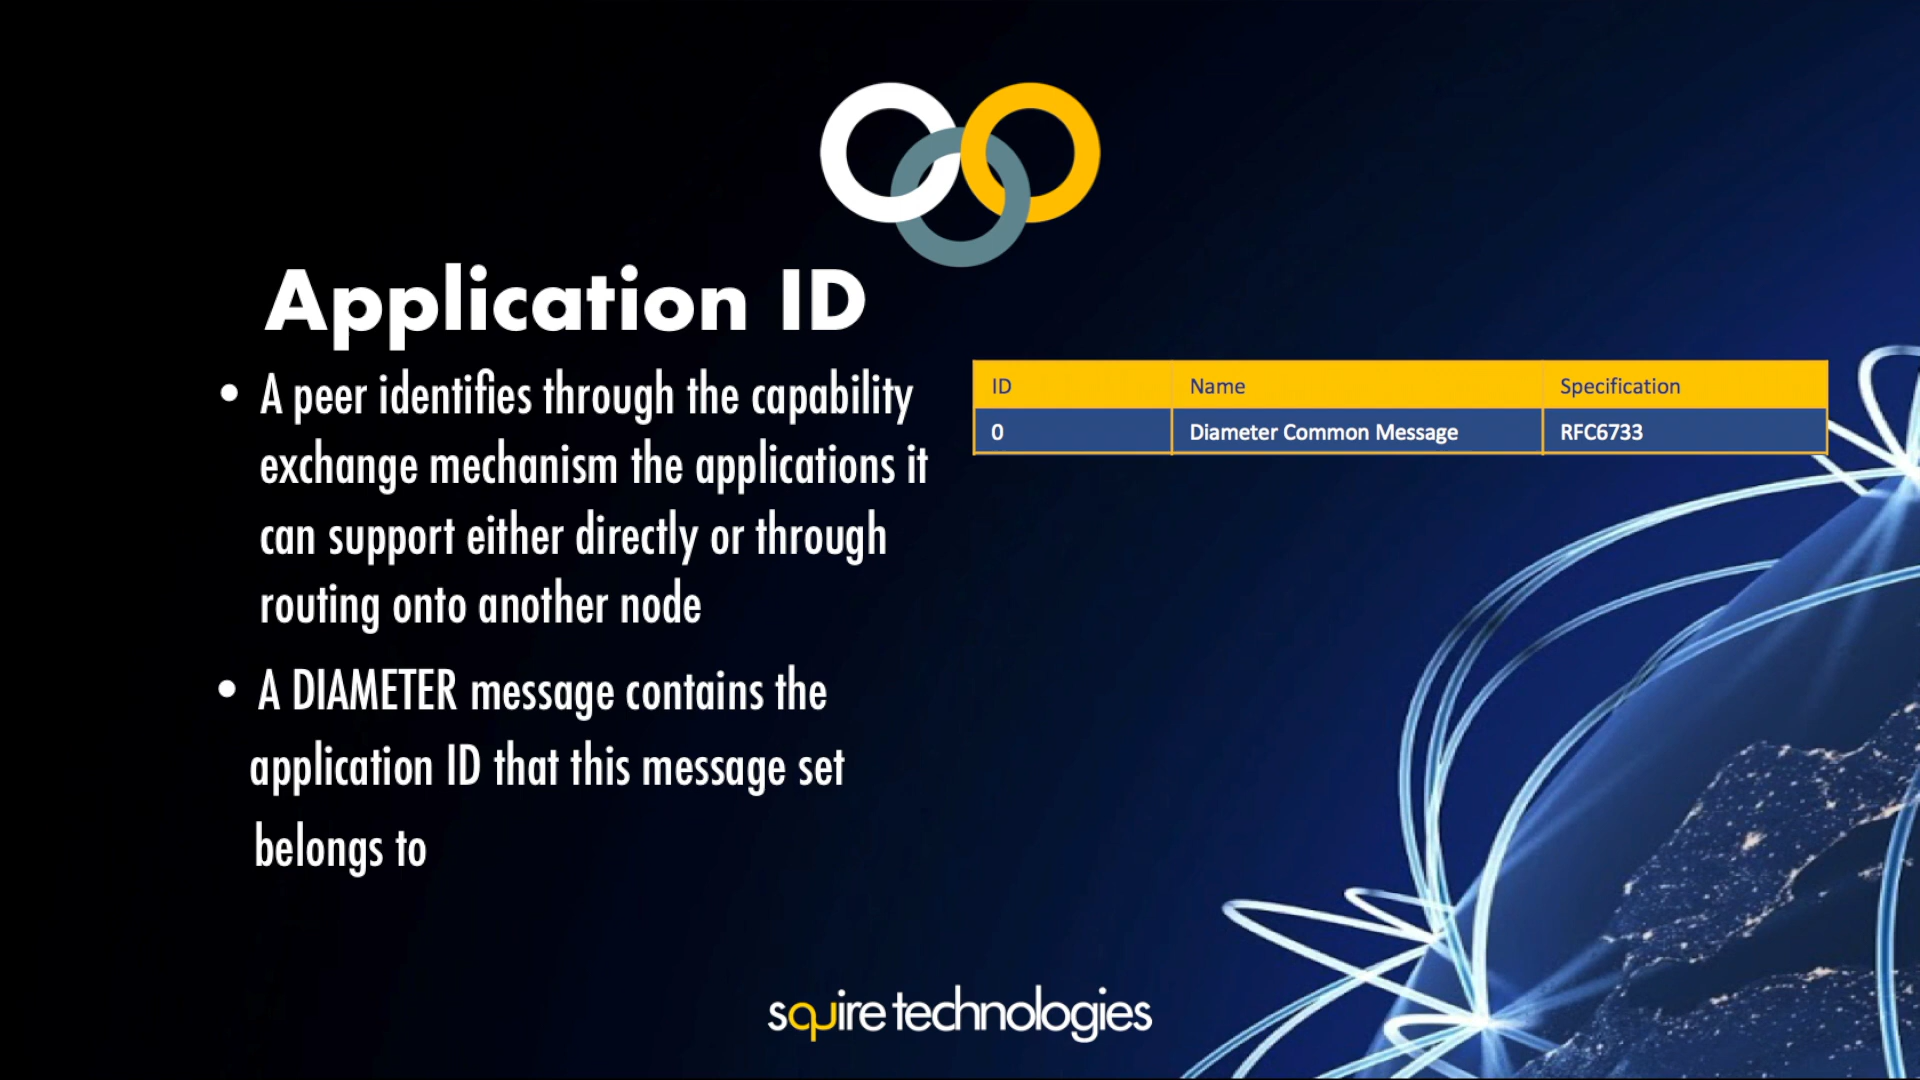 Application ID
• A peer identifies through the capability
exchange mechanism the applications it
can support either directly or through
routing onto another node
• A DIAMETER message contains the
application ID that this message set
belongs to
ID Name Specification
0 Diameter Common Message RFC6733
squire technologies